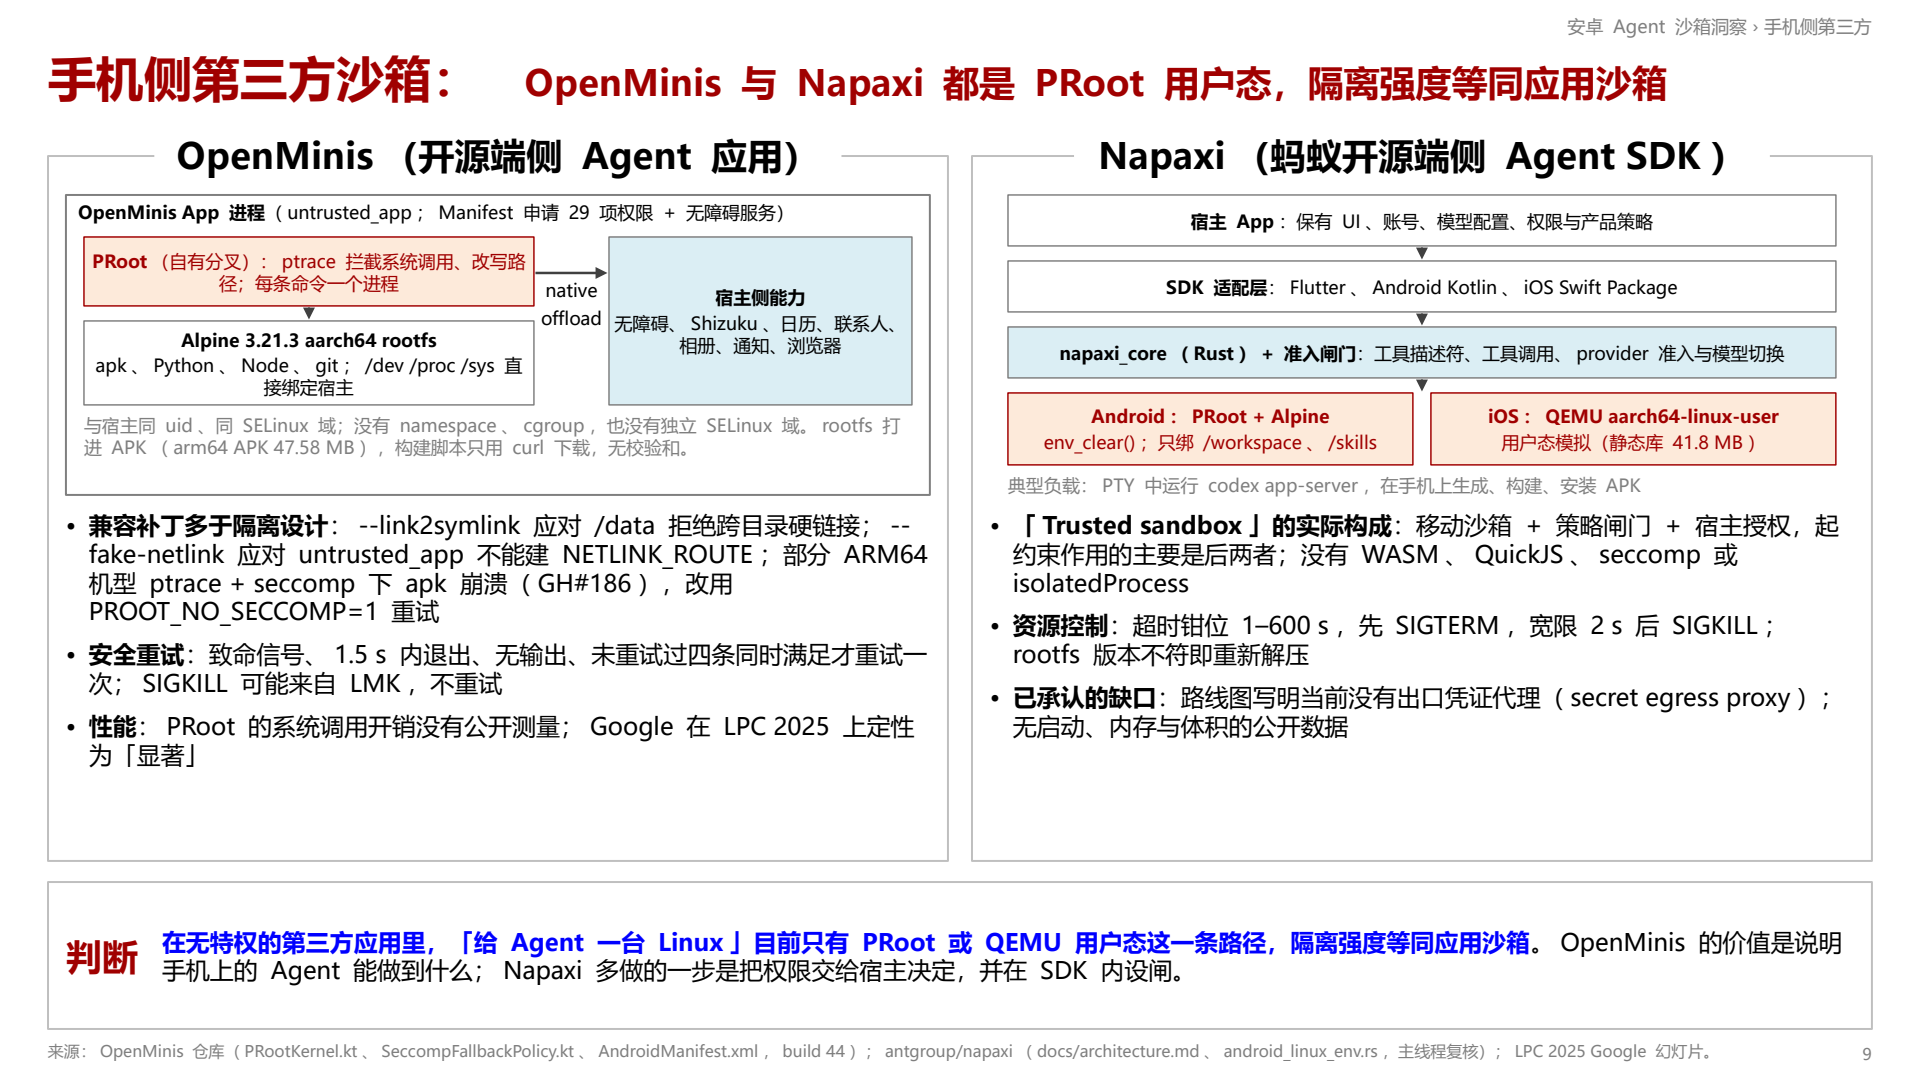 安卓 Agent 沙箱洞察 › 手机侧第三方
手机侧第三方沙箱： OpenMinis 与 Napaxi 都是 PRoot 用户态，隔离强度等同应用沙箱
OpenMinis （开源端侧 Agent 应用）
OpenMinis App 进程（ untrusted_app ； Manifest 申请 29 项权限 + 无障碍服务）
PRoot （自有分叉）： ptrace 拦截系统调用、改写路
径；每条命令一个进程
native
offload
宿主侧能力
无障碍、 Shizuku 、日历、联系人、
相册、通知、浏览器
Alpine 3.21.3 aarch64 rootfs
apk 、 Python 、 Node 、 git ； /dev /proc /sys 直
接绑定宿主
与宿主同 uid 、同 SELinux 域；没有 namespace 、 cgroup ，也没有独立 SELinux 域。 rootfs 打
进 APK （ arm64 APK 47.58 MB ），构建脚本只用 curl 下载，无校验和。
• 兼容补丁多于隔离设计： --link2symlink 应对 /data 拒绝跨目录硬链接； --
fake-netlink 应对 untrusted_app 不能建 NETLINK_ROUTE ；部分 ARM64
机型 ptrace + seccomp 下 apk 崩溃（ GH#186 ），改用
PROOT_NO_SECCOMP=1 重试
• 安全重试：致命信号、 1.5 s 内退出、无输出、未重试过四条同时满足才重试一
次； SIGKILL 可能来自 LMK ，不重试
• 性能： PRoot 的系统调用开销没有公开测量； Google 在 LPC 2025 上定性
为「显著」
Napaxi （蚂蚁开源端侧 Agent SDK ）
宿主 App ：保有 UI 、账号、模型配置、权限与产品策略
SDK 适配层： Flutter 、 Android Kotlin 、 iOS Swift Package
napaxi_core （ Rust ） + 准入闸门：工具描述符、工具调用、 provider 准入与模型切换
Android ： PRoot + Alpine
env_clear() ；只绑 /workspace 、 /skills
iOS ： QEMU aarch64-linux-user
用户态模拟（静态库 41.8 MB ）
典型负载： PTY 中运行 codex app-server ，在手机上生成、构建、安装 APK
• 「 Trusted sandbox 」的实际构成：移动沙箱 + 策略闸门 + 宿主授权，起
约束作用的主要是后两者；没有 WASM 、 QuickJS 、 seccomp 或
isolatedProcess
• 资源控制：超时钳位 1–600 s ，先 SIGTERM ，宽限 2 s 后 SIGKILL ；
rootfs 版本不符即重新解压
• 已承认的缺口：路线图写明当前没有出口凭证代理（ secret egress proxy ）；
无启动、内存与体积的公开数据
判断
在无特权的第三方应用里，「给 Agent 一台 Linux 」目前只有 PRoot 或 QEMU 用户态这一条路径，隔离强度等同应用沙箱。 OpenMinis 的价值是说明
手机上的 Agent 能做到什么； Napaxi 多做的一步是把权限交给宿主决定，并在 SDK 内设闸。
来源： OpenMinis 仓库（ PRootKernel.kt 、 SeccompFallbackPolicy.kt 、 AndroidManifest.xml ， build 44 ）； antgroup/napaxi （ docs/architecture.md 、 android_linux_env.rs ，主线程复核）； LPC 2025 Google 幻灯片。
9